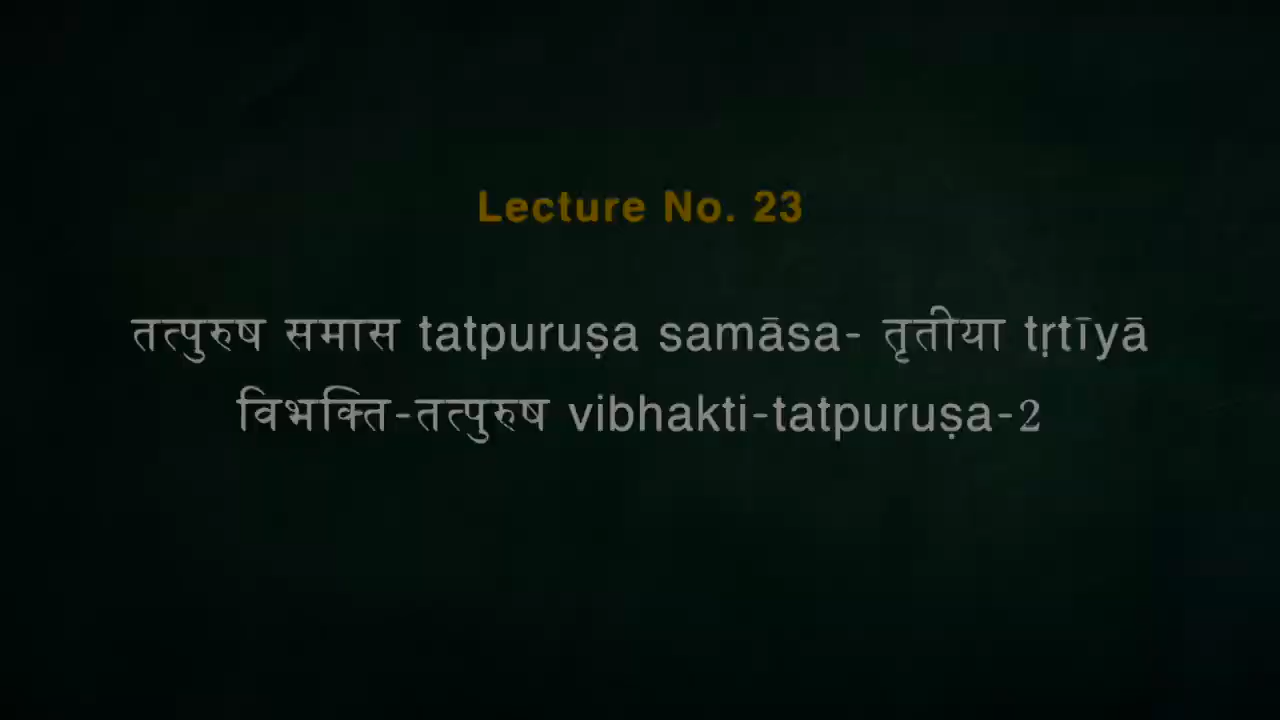 Lecture No. 23
तत्पुरुष समास tatpuruṣa samāsa- तृतीया tṛtīyā
विभक्ति-तत्पुरुष vibhakti-tatpuruṣa-2